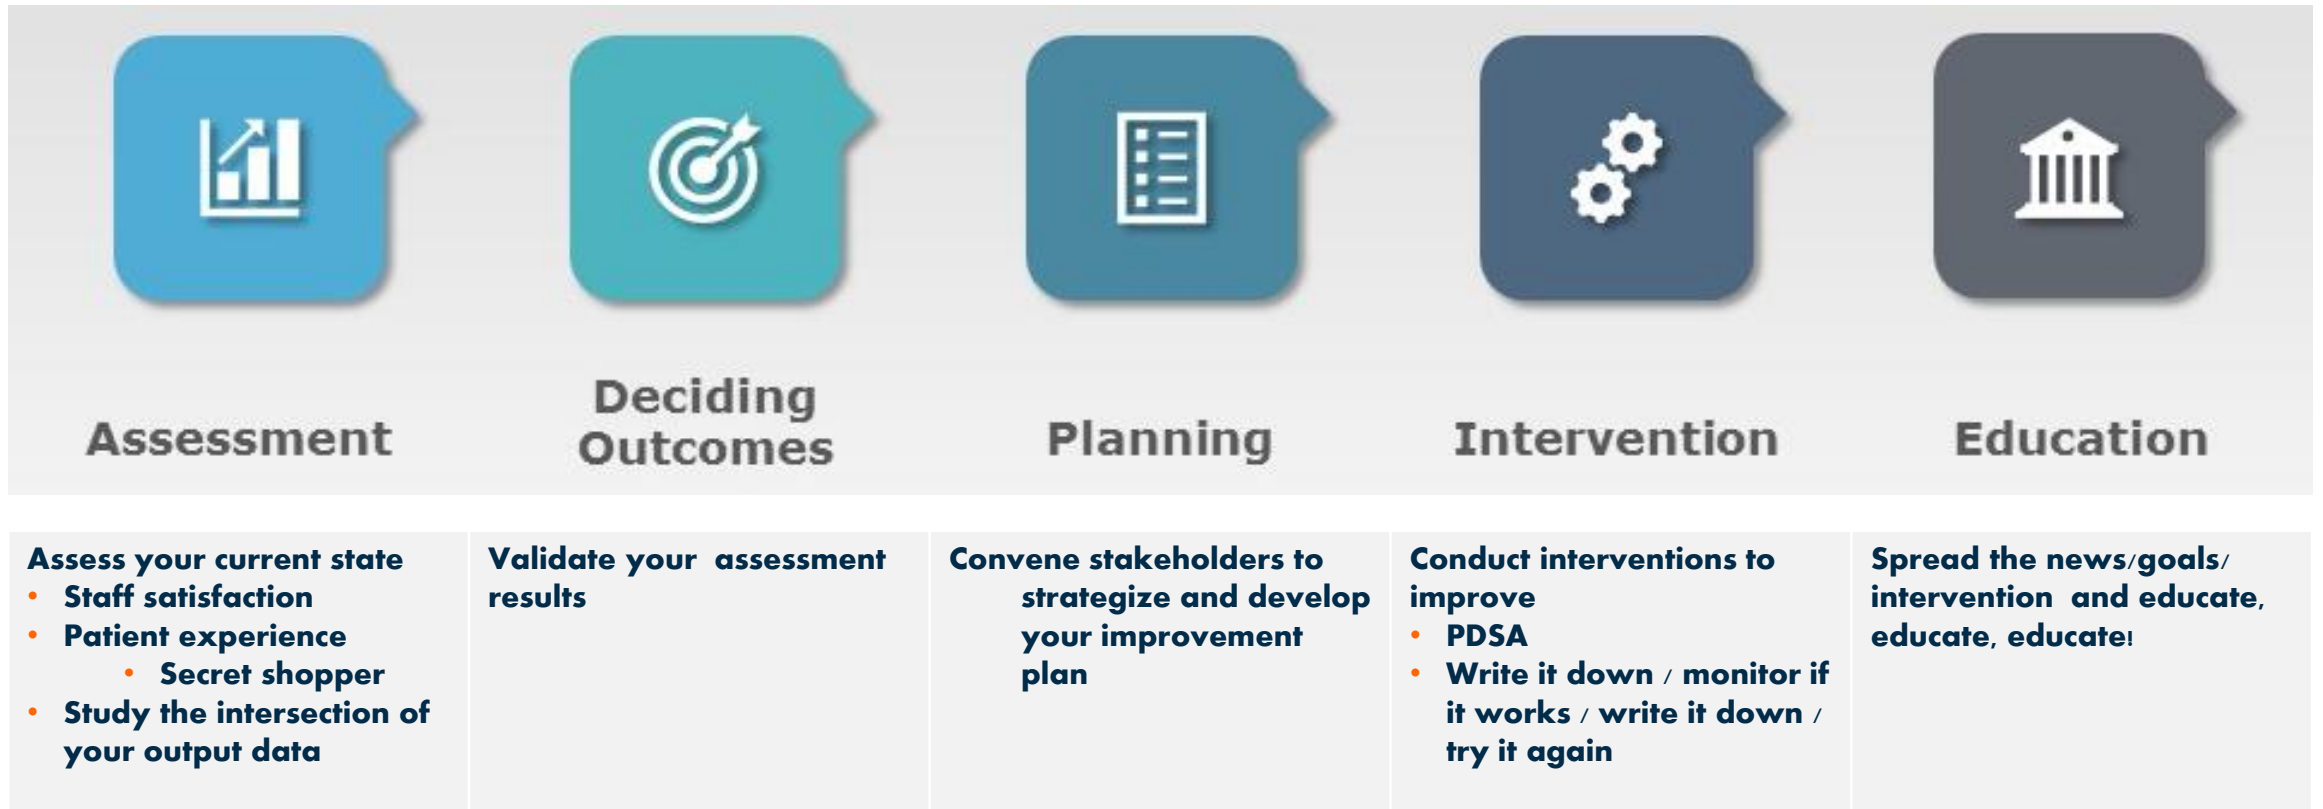 Assessment
Deciding
Outcomes
Planning
Intervention
Education
Assess your current state
• Staff satisfaction
• Patient experience
• Secret shopper
• Study the intersection of
your output data
Validate your assessment
results
Convene stakeholders to
strategize and develop
your improvement
plan
Conduct interventions to
improve
• PDSA
• Write it down / monitor if
it works / write it down /
try it again
Spread the news/goals/
intervention and educate,
educate, educate!